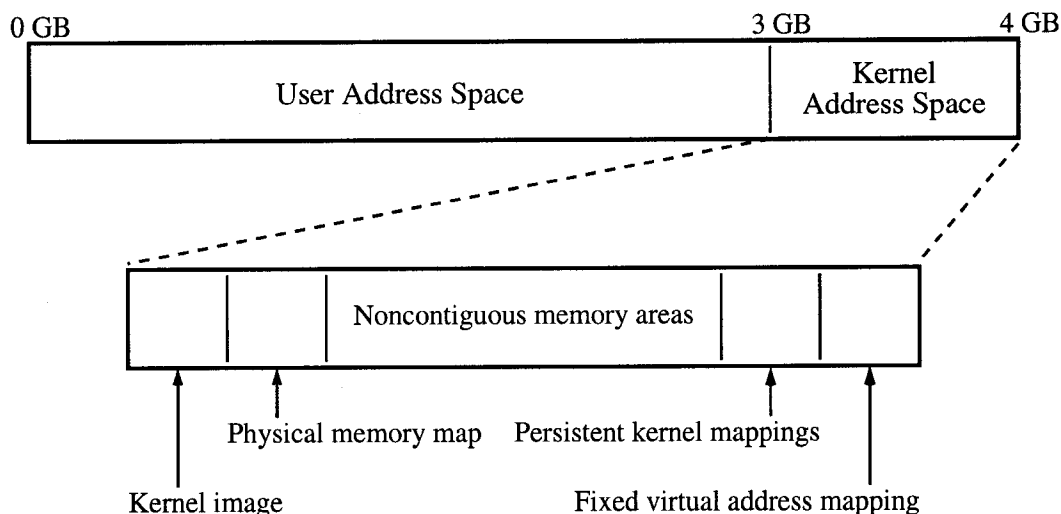 0 GB
3 GB
4 GB
User Address Space
Kernel
Address Space
Noncontiguous memory areas
Physical memory map
Persistent kernel mappings
Kernel image
Fixed virtual address mapping